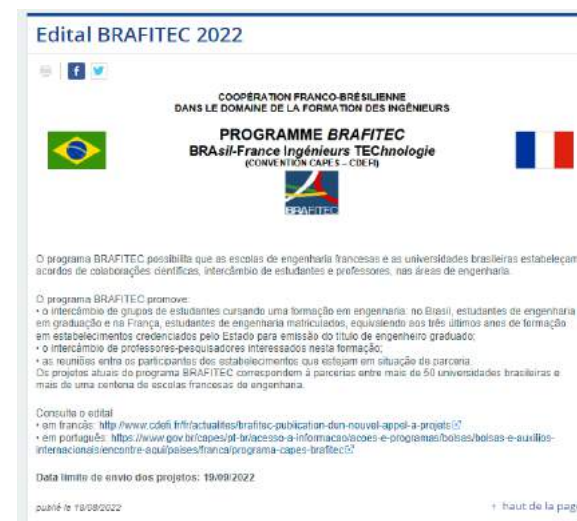 Edital BRAFITEC 2022
COOPÉRATION FRANCO-BRÉSILIENNE
DANS LE DOMAINE DE LA FORMATION DES INGÉNIEURS
PROGRAMME BRAFITEC
BRAsil-France Ingénieurs TEChnologie
(CONVENTION CAPES – CDEFI)
BRAFITEC
O programa BRAFITEC possibilita que as escolas de engenharia francesas e as universidades brasileiras estabeleçam
acordos de colaborações científicas, intercâmbio de estudantes e professores, nas áreas de engenharia.
O programa BRAFITEC promove:
• o intercâmbio de grupos de estudantes cursando uma formação em engenharia: no Brasil, estudantes de engenharia
em graduação e na França, estudantes de engenharia matriculados, equivalendo aos três últimos anos de formação
em estabelecimentos credenciados pelo Estado para emissão do título de engenheiro graduado;
• o intercâmbio de professores-pesquisadores interessados nesta formação;
• as reuniões entre os participantes dos estabelecimentos que estejam em situação de parceria.
Os projetos atuais do programa BRAFITEC correspondem à parcerias entre mais de 50 universidades brasileiras e
mais de uma centena de escolas francesas de engenharia.
Consulte o edital
• em francês: http://www.cdefi.fr/fr/actualites/brafitec-publication-dun-nouvel-appel-a-projets
• em português: https://www.gov.br/capes/pt-br/acesso-a-informacao/acoes-e-programas/bolsas/bolsas-e-auxilios-
internacionais/encontre-aqui/paises/franca/programa-capes-brafitec
Data limite de envio dos projetos: 19/09/2022
publié le 18/08/2022
haut de la page